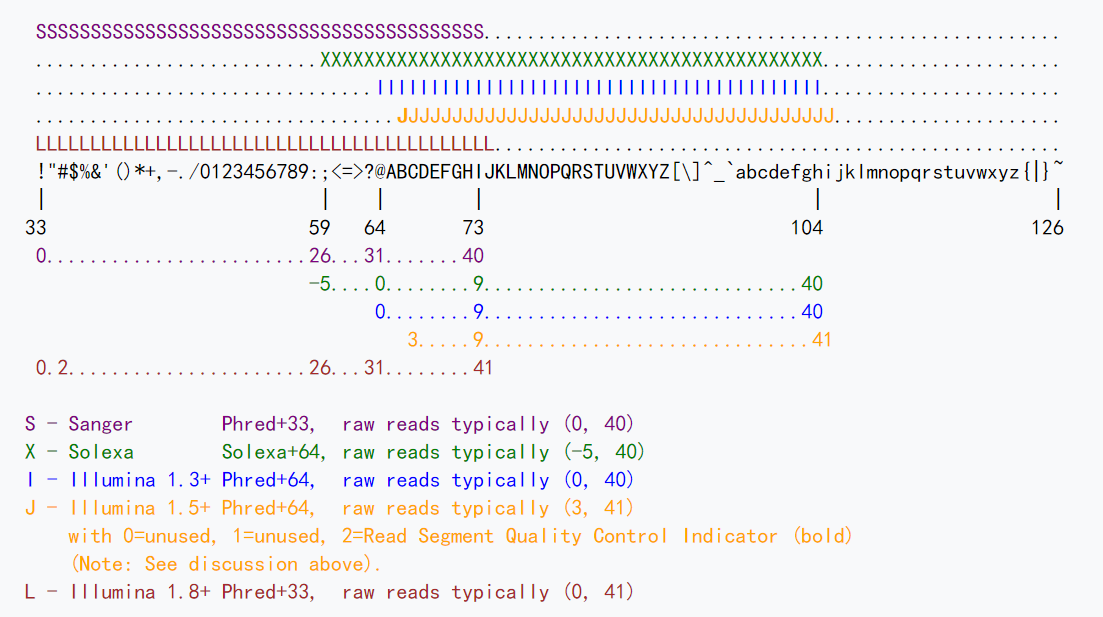 SSSSSSSSSSSSSSSSSSSSSSSSSSSSSSSSSSSSSSSSS.....................................................
..........................XXXXXXXXXXXXXXXXXXXXXXXXXXXXXXXXXXXXXXXXXXXXXX......................
...............................IIIIIIIIIIIIIIIIIIIIIIIIIIIIIIIIIIIIIIIII......................
.................................JJJJJJJJJJJJJJJJJJJJJJJJJJJJJJJJJJJJJJJJ.....................
LLLLLLLLLLLLLLLLLLLLLLLLLLLLLLLLLLLLLLLLLL....................................................
!"#$%&'()*+,-./0123456789:;<=>?@ABCDEFGHIJKLMNOPQRSTUVWXYZ[\]^_`abcdefghijklmnopqrstuvwxyz{|}~
| | | | | |
33 59 64 73 104 126
0........................26...31.......40
-5....0........9.............................40
0........9.............................40
3.....9..............................41
0.2......................26...31........41
S - Sanger Phred+33, raw reads typically (0, 40)
X - Solexa Solexa+64, raw reads typically (-5, 40)
I - Illumina 1.3+ Phred+64, raw reads typically (0, 40)
J - Illumina 1.5+ Phred+64, raw reads typically (3, 41)
with 0=unused, 1=unused, 2=Read Segment Quality Control Indicator (bold)
(Note: See discussion above).
L - Illumina 1.8+ Phred+33, raw reads typically (0, 41)